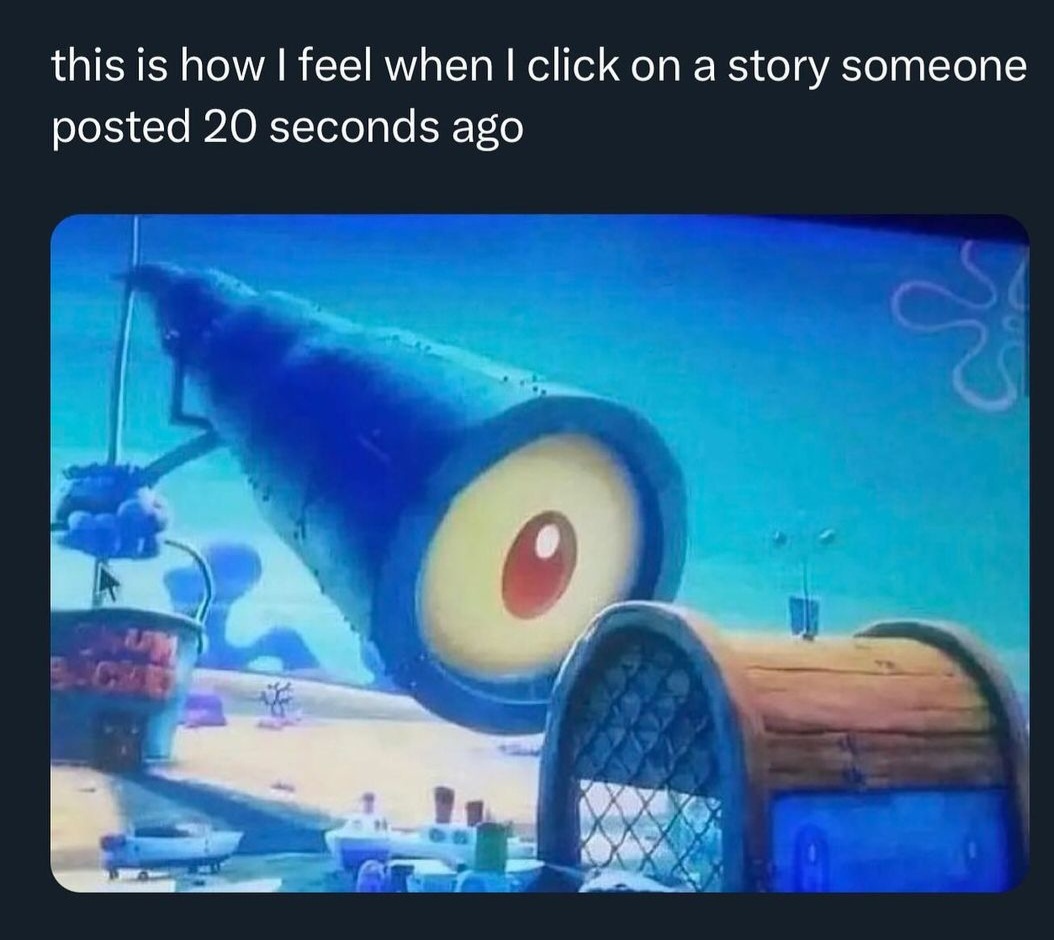 this is how I feel when I click on a story someone
posted 20 seconds ago